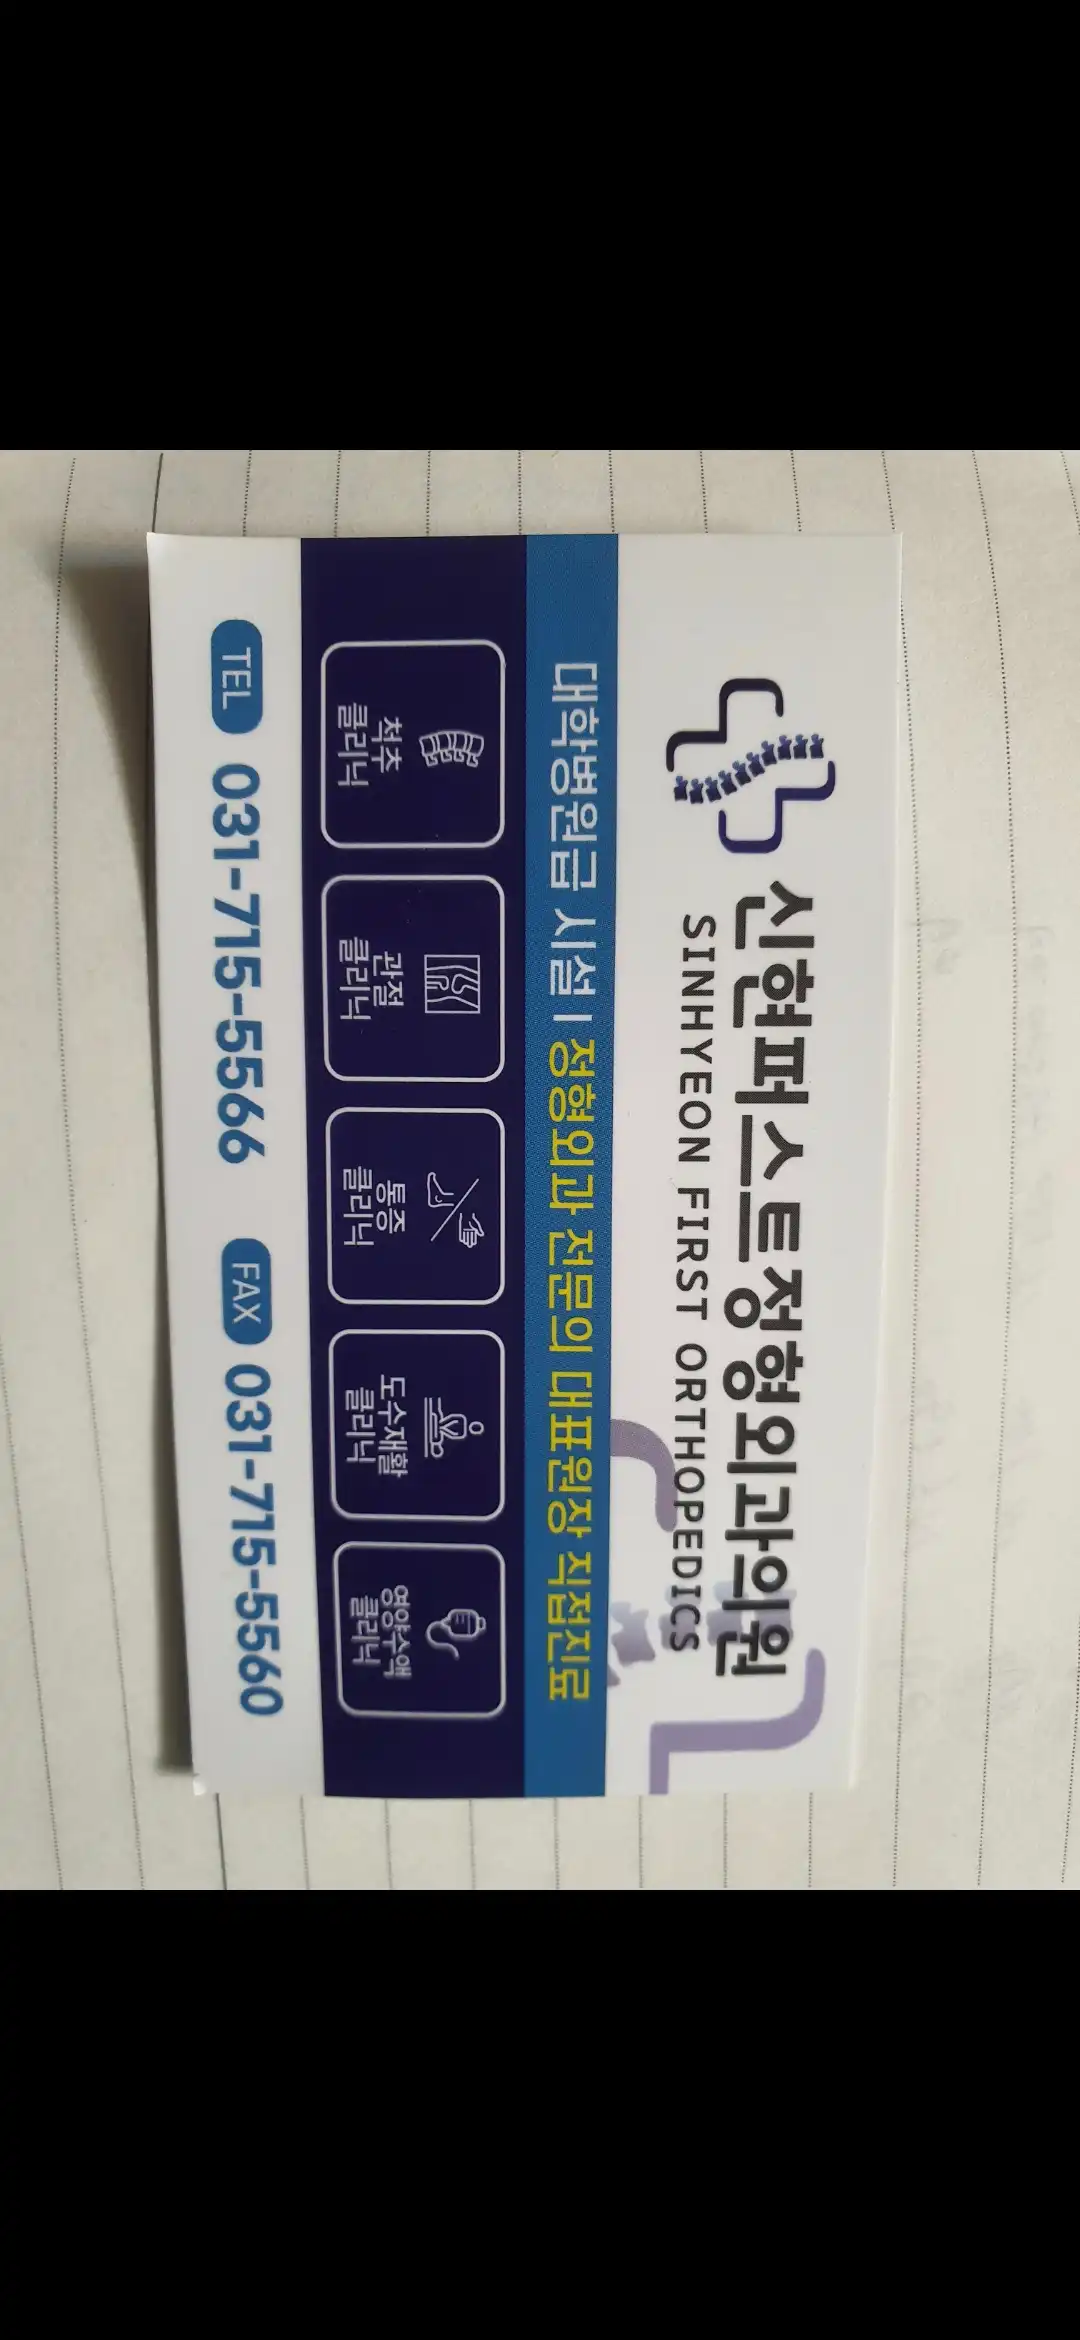 신현퍼스트정형외과의원
SINHYEON FIRST ORTHOPEDICS
대학병원급 시설 | 정형외과 전문의 대표원장 직접진료
척추
클리닉
관절
클리닉
통증
클리닉
도수재활
클리닉
영양수액
클리닉
TEL 031-715-5566 FAX 031-715-5560